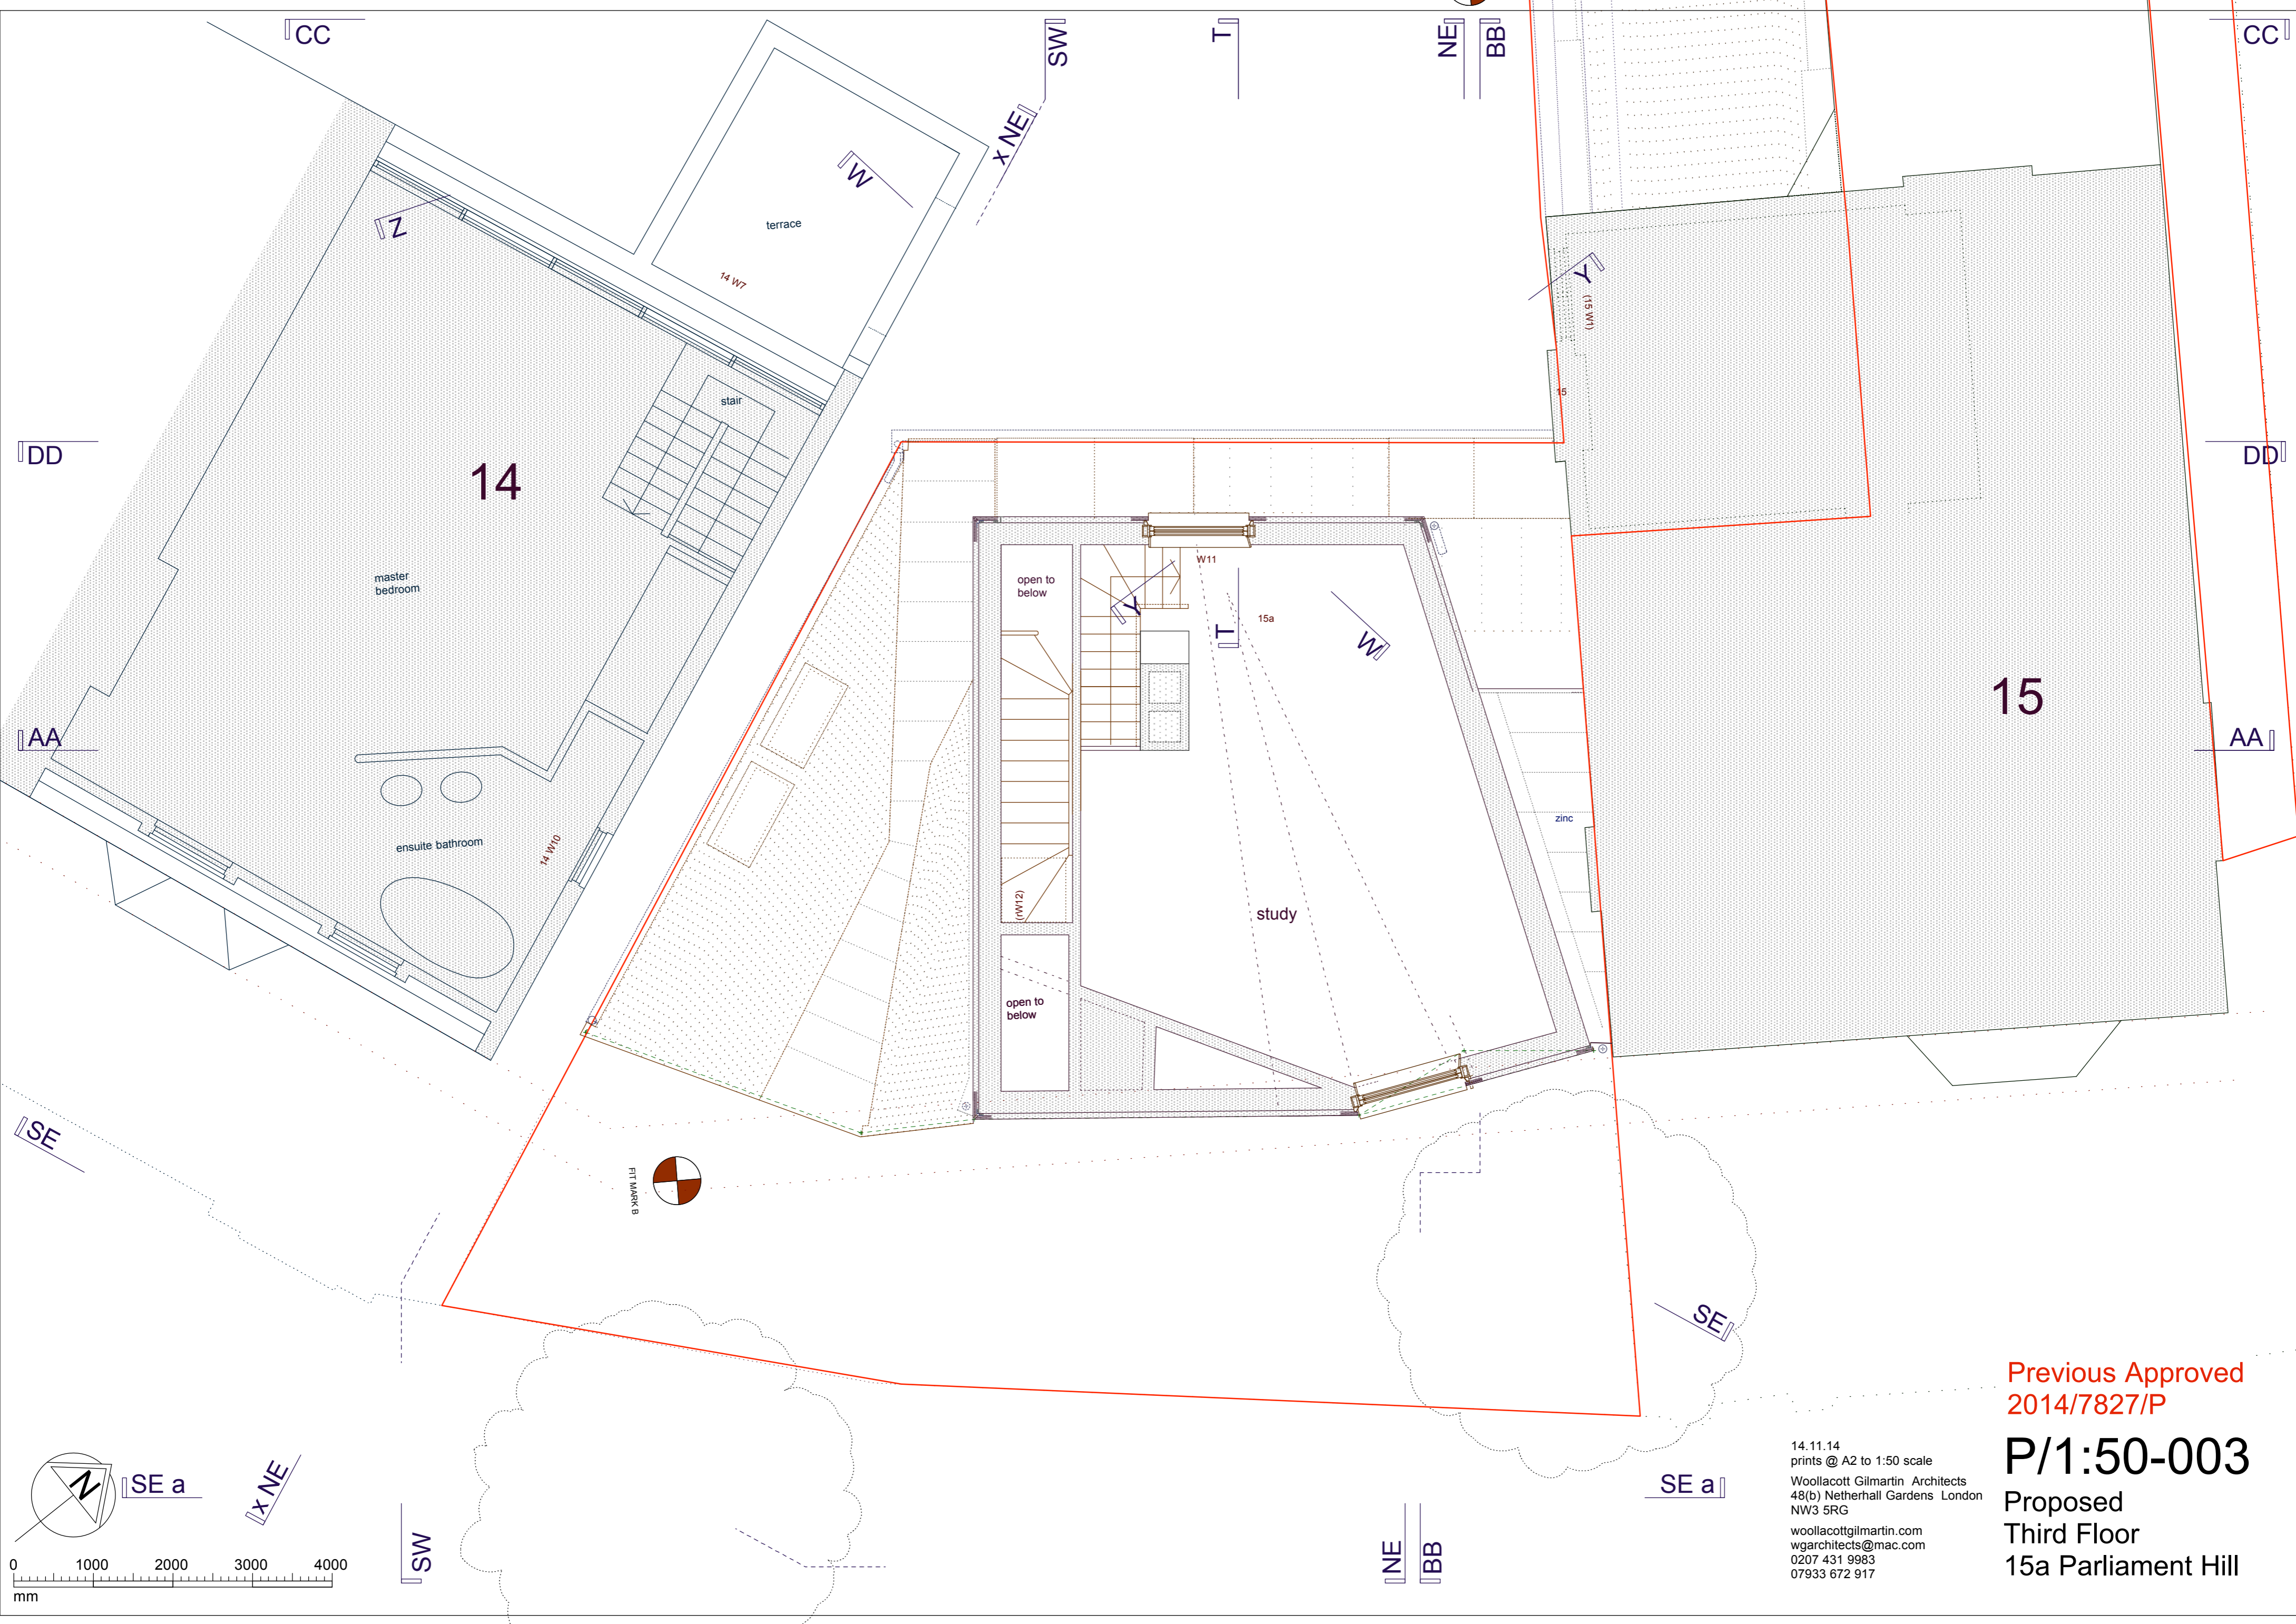 CC
SW
T
NE
BB
CC
x NE
W
Z
terrace
14 W7
Y
(15 W1)
stair
15
DD
14
DD
open to
below
W11
Y
T
15a
W
master
bedroom
15
AA
AA
ensuite bathroom
14 W10
zinc
(rW12)
study
open to
below
SE
FIT MARK B
SE
Previous Approved
2014/7827/P
P/1:50-003
Proposed
Third Floor
15a Parliament Hill
14.11.14
prints @ A2 to 1:50 scale
Woollacott Gilmartin Architects
48(b) Netherhall Gardens London
NW3 5RG
woollacottgilmartin.com
wgarchitects@mac.com
0207 431 9983
07933 672 917
N
SE a
x NE
SW
NE
BB
SE a
0 1000 2000 3000 4000
mm